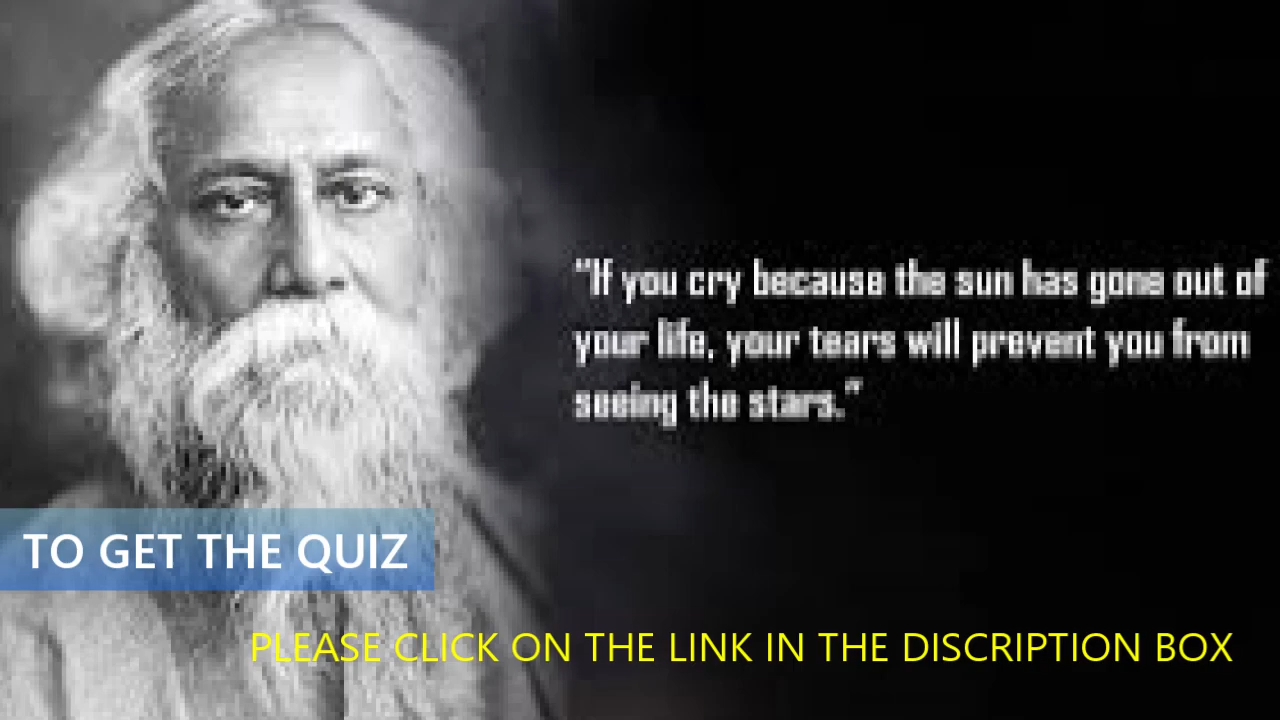 "If you cry because the sun has gone out of
your life, your tears will prevent you from
seeing the stars."
TO GET THE QUIZ
PLEASE CLICK ON THE LINK IN THE DISCRIPTION BOX